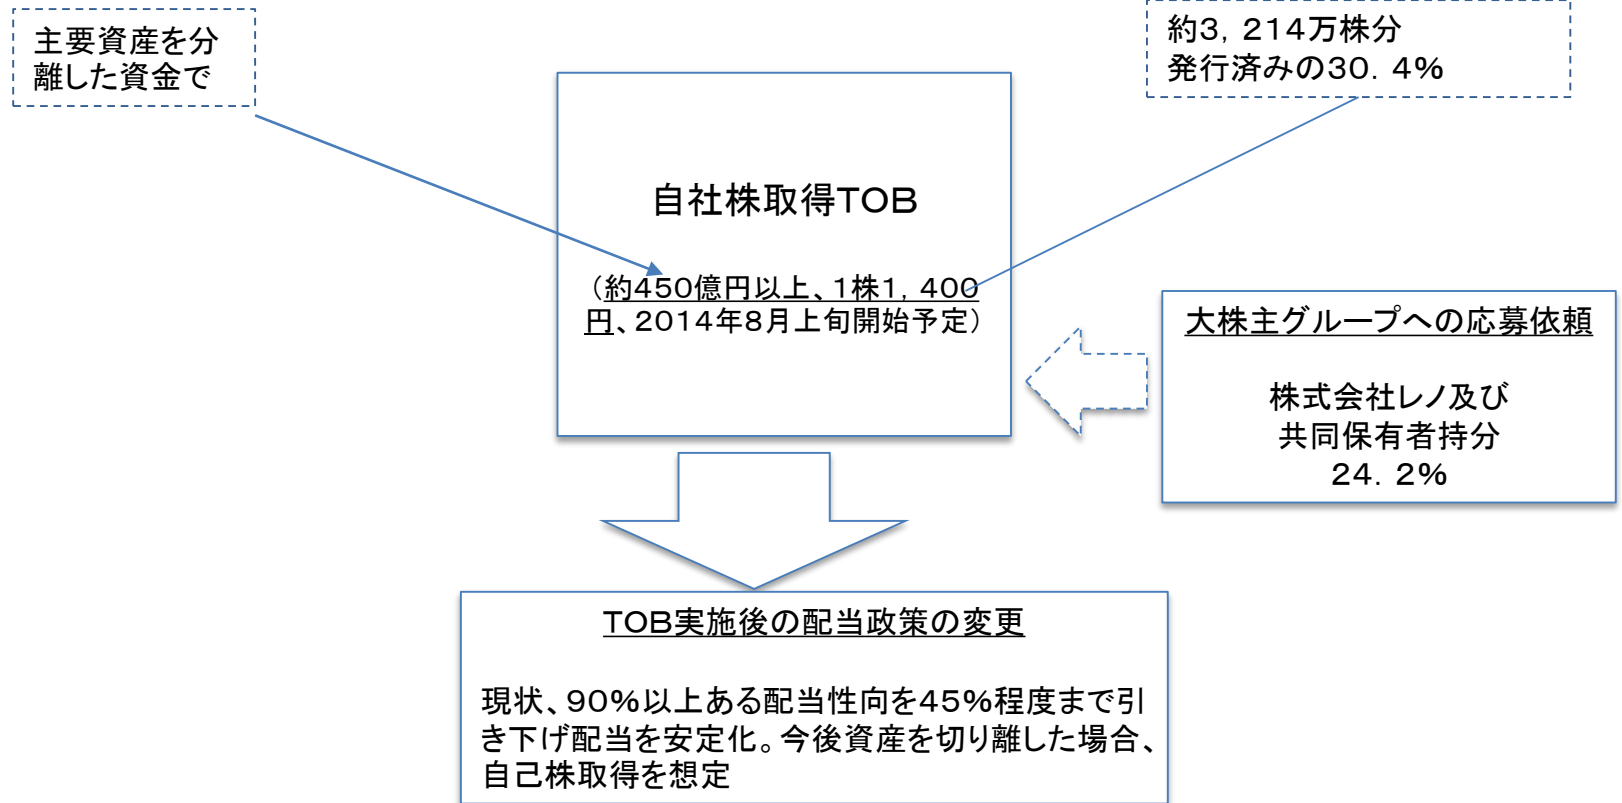 主要資産を分
離した資金で
約3，214万株分
発行済みの30．4％
自社株取得TOB
（約450億円以上、1株1，400
円、2014年8月上旬開始予定）
大株主グループへの応募依頼
株式会社レノ及び
共同保有者持分
24．2％
TOB実施後の配当政策の変更
現状、90％以上ある配当性向を45％程度まで引
き下げ配当を安定化。今後資産を切り離した場合、
自己株取得を想定